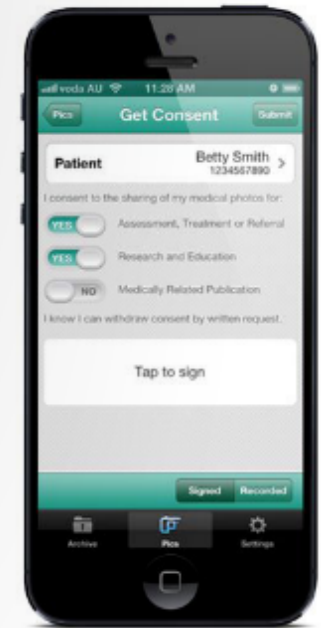 voda AU 11:28 AM
Pics Get Consent Submit
Patient Betty Smith
1234567890
I consent to the sharing of my medical photos for:
YES Assessment, Treatment or Referral
YES Research and Education
NO Medically Related Publication
I know I can withdraw consent by written request.
Tap to sign
Signed Recorded
Archive Pics Settings